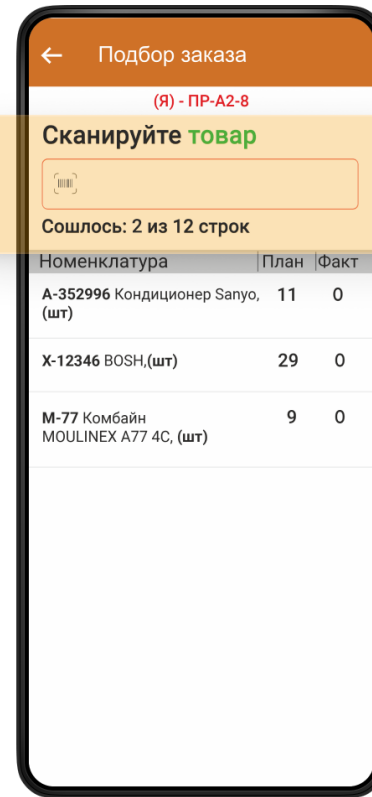 Подбор заказа
(Я) - ПР-А2-8
Сканируйте товар
Сошлось: 2 из 12 строк
Номенклатура План Факт
А-352996 Кондиционер Sanyo, 11 0
(шт)
Х-12346 BOSH,(шт) 29 0
М-77 Комбайн 9 0
MOULINEX A77 4C, (шт)